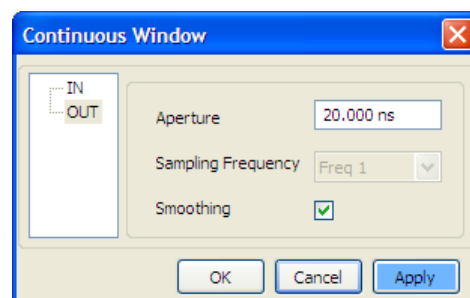 Continuous Window
IN
OUT
Aperture 20.000 ns
Sampling Frequency Freq 1
Smoothing
OK Cancel Apply